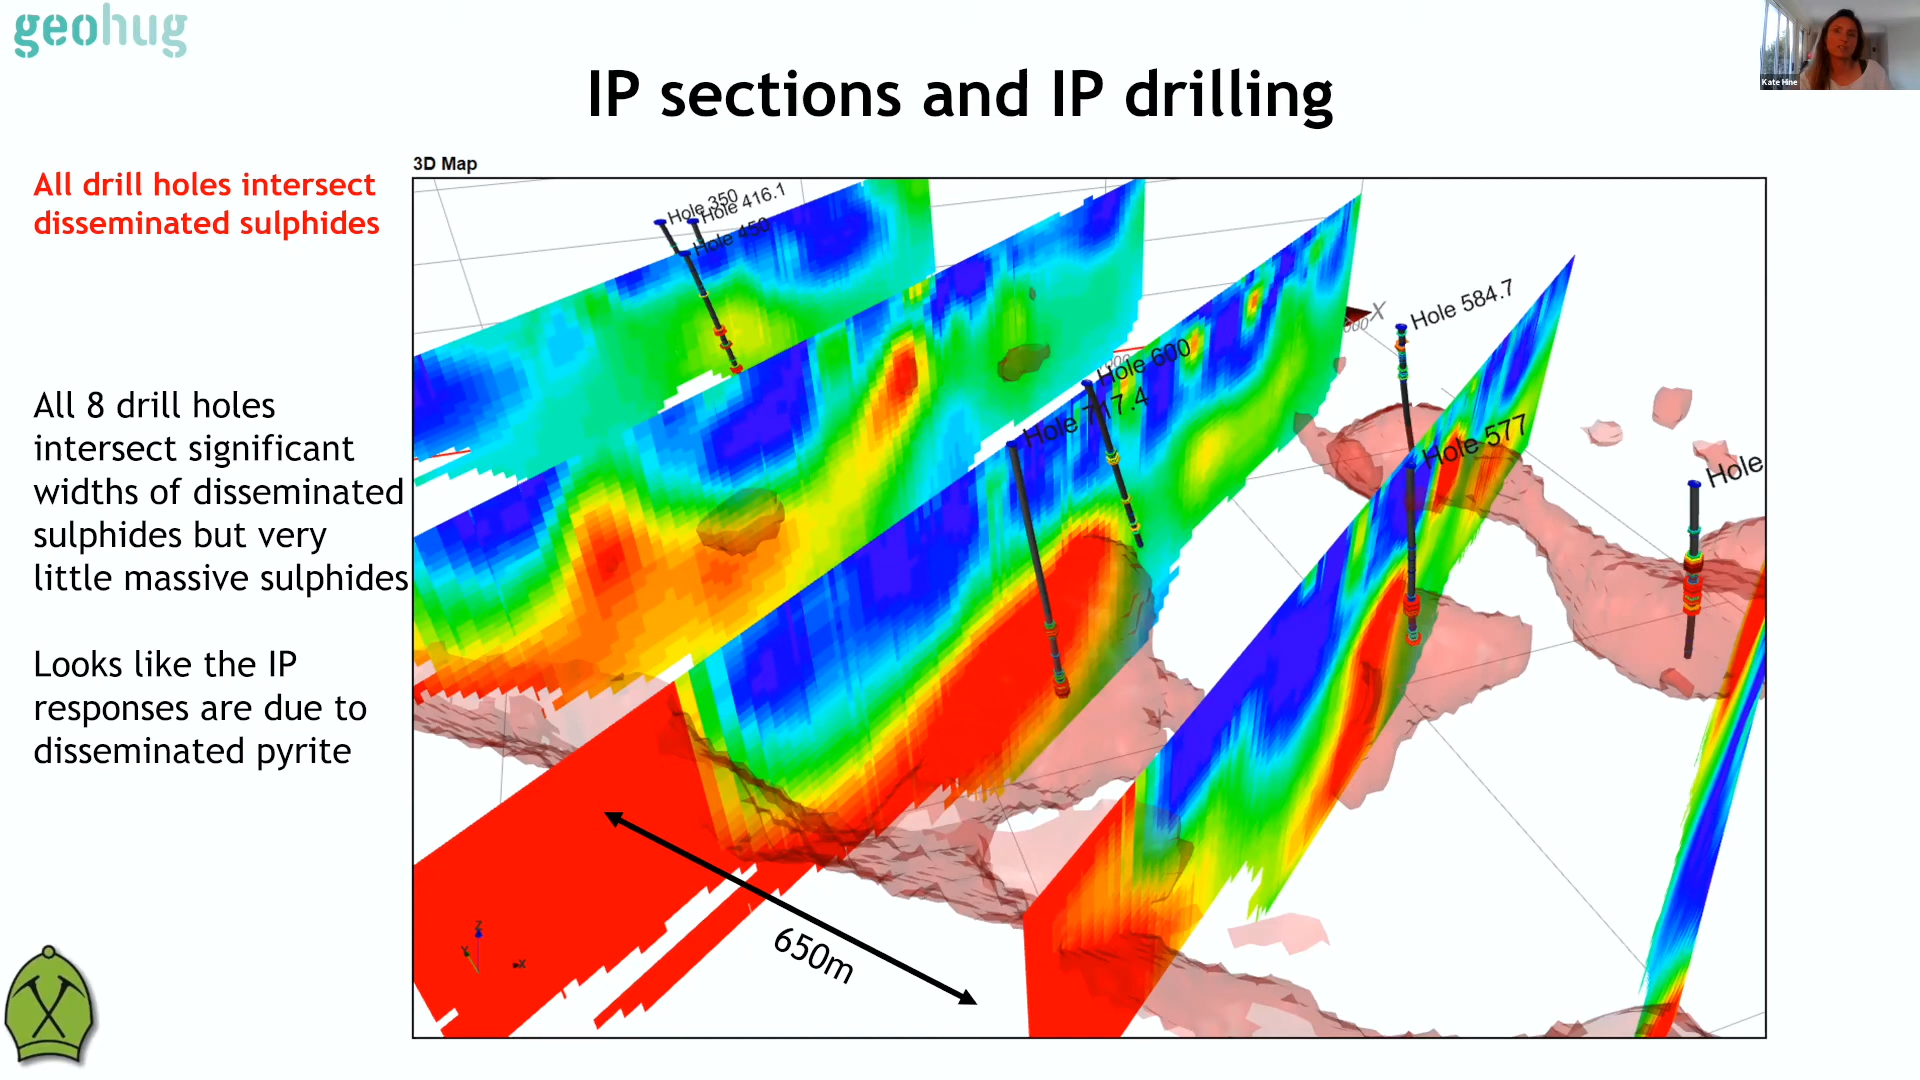 geohug
Kate Hine
IP sections and IP drilling
All drill holes intersect
disseminated sulphides
All 8 drill holes
intersect significant
widths of disseminated
sulphides but very
little massive sulphides
Looks like the IP
responses are due to
disseminated pyrite
3D Map
Hole 350
Hole 416.1
Hole 450
Hole 584.7
X
Hole 600
Hole 717.4
Hole 577
Hole
650m
Z
Y
X